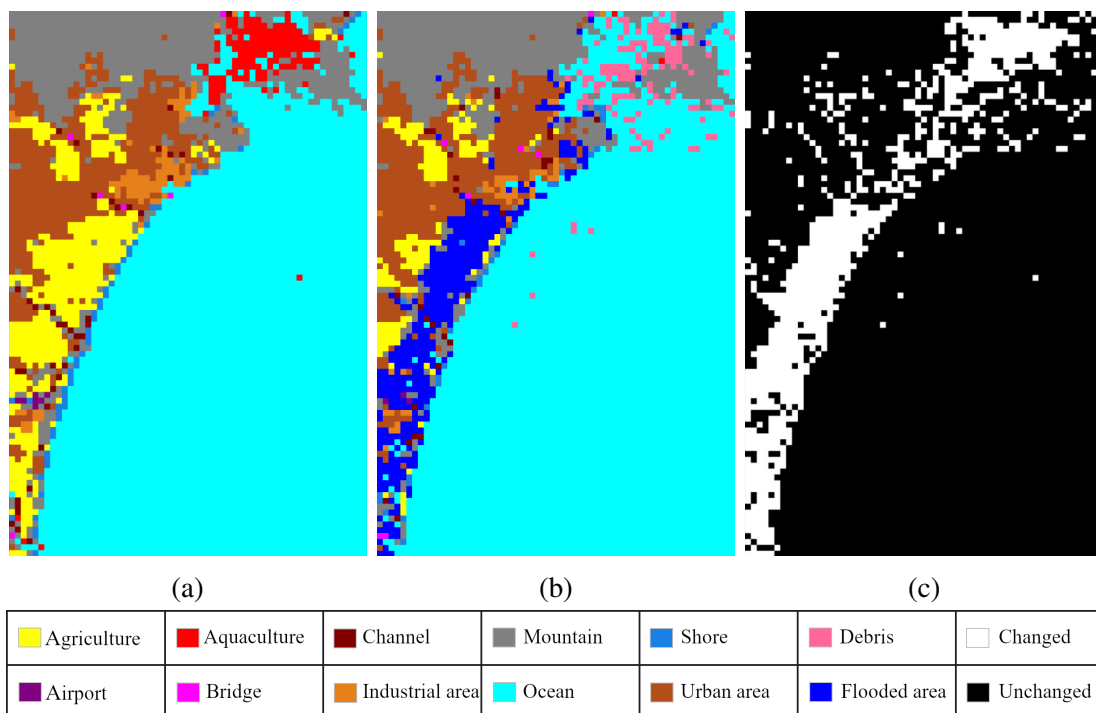 (a) (b) (c)
Agriculture Aquaculture Channel Mountain Shore Debris Changed
Airport Bridge Industrial area Ocean Urban area Flooded area Unchanged